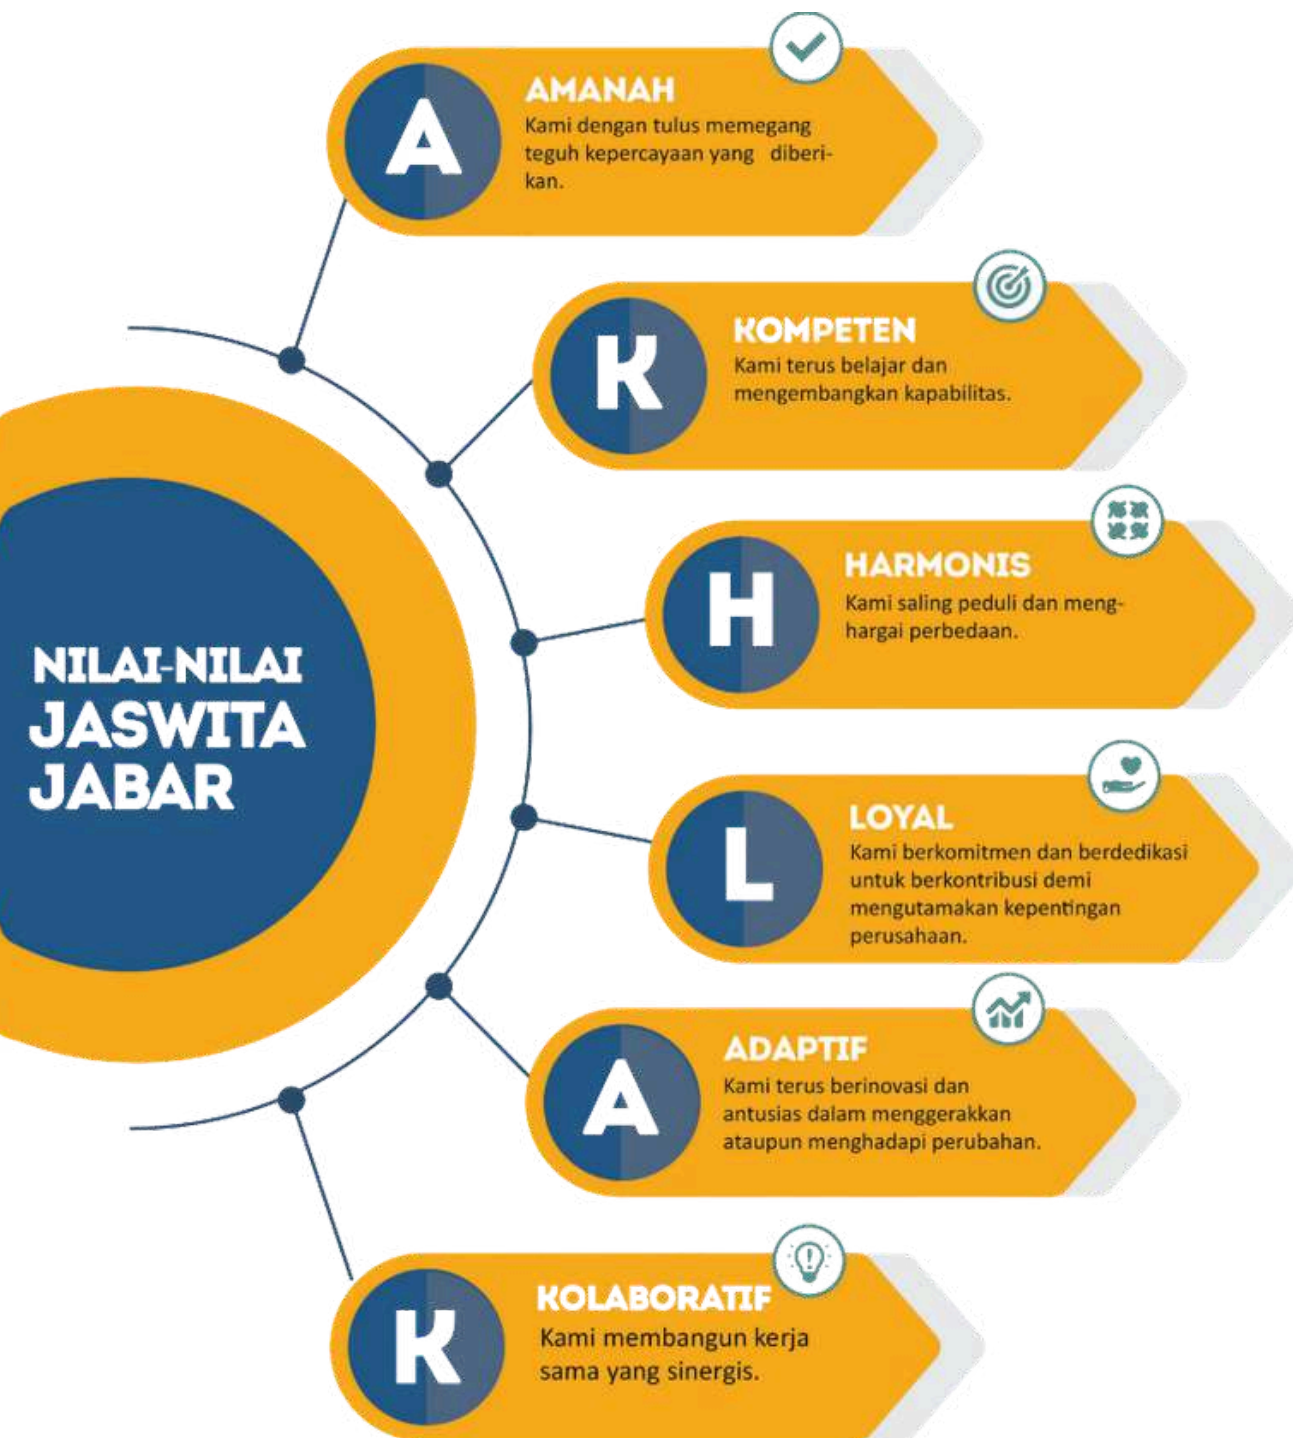 NILAI-NILAI
JASWITA
JABAR
A
AMANAH
Kami dengan tulus memegang
teguh kepercayaan yang diberi-
kan.
K
KOMPETEN
Kami terus belajar dan
mengembangkan kapabilitas.
H
HARMONIS
Kami saling peduli dan meng-
hargai perbedaan.
L
LOYAL
Kami berkomitmen dan berdedikasi
untuk berkontribusi demi
mengutamakan kepentingan
perusahaan.
A
ADAPTIF
Kami terus berinovasi dan
antusias dalam menggerakkan
ataupun menghadapi perubahan.
K
KOLABORATIF
Kami membangun kerja
sama yang sinergis.